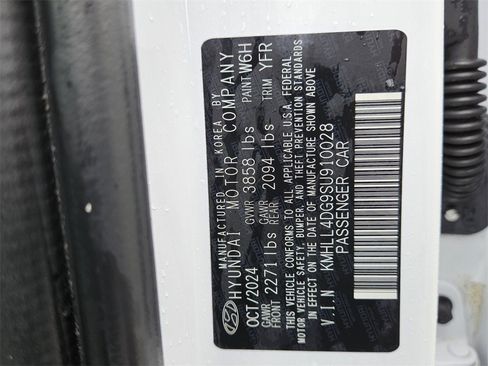 MANUFACTURED IN KOREA BY
HYUNDAI MOTOR COMPANY
OCT/2024 GVWR 3858 lbs PAINT W6H
GAWR FRONT 2271 lbs GAWR REAR 2094 lbs TRIM YFR
THIS VEHICLE CONFORMS TO ALL APPLICABLE U.S.A. FEDERAL
MOTOR VEHICLE SAFETY, BUMPER, AND THEFT PREVENTION STANDARDS
IN EFFECT ON THE DATE OF MANUFACTURE SHOWN ABOVE
V.I.N KMHLL4DG9SU910028
PASSENGER CAR